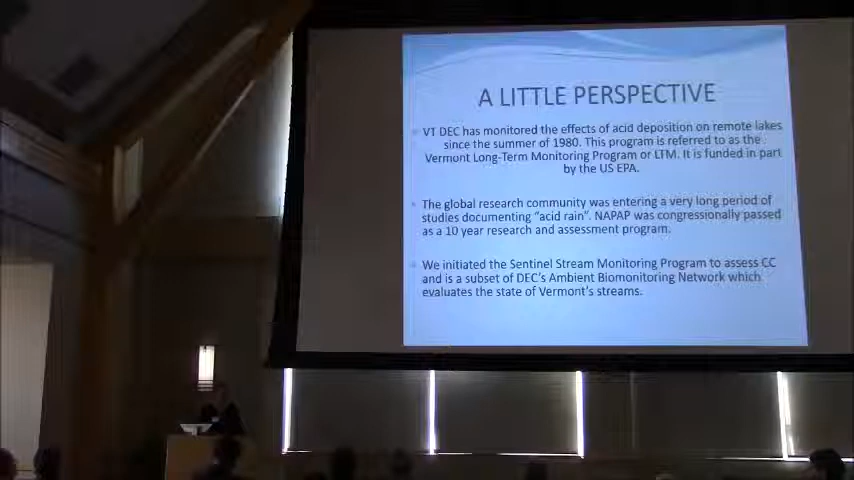 A LITTLE PERSPECTIVE
VT DEC has monitored the effects of acid deposition on remote lakes
since the summer of 1980. This program is referred to as the
Vermont Long-Term Monitoring Program or LTM. It is funded in part
by the US EPA.
The global research community was entering a very long period of
studies documenting “acid rain”. NAPAP was congressionally passed
as a 10 year research and assessment program.
We initiated the Sentinel Stream Monitoring Program to assess CC
and is a subset of DEC’s Ambient Biomonitoring Network which
evaluates the state of Vermont’s streams.